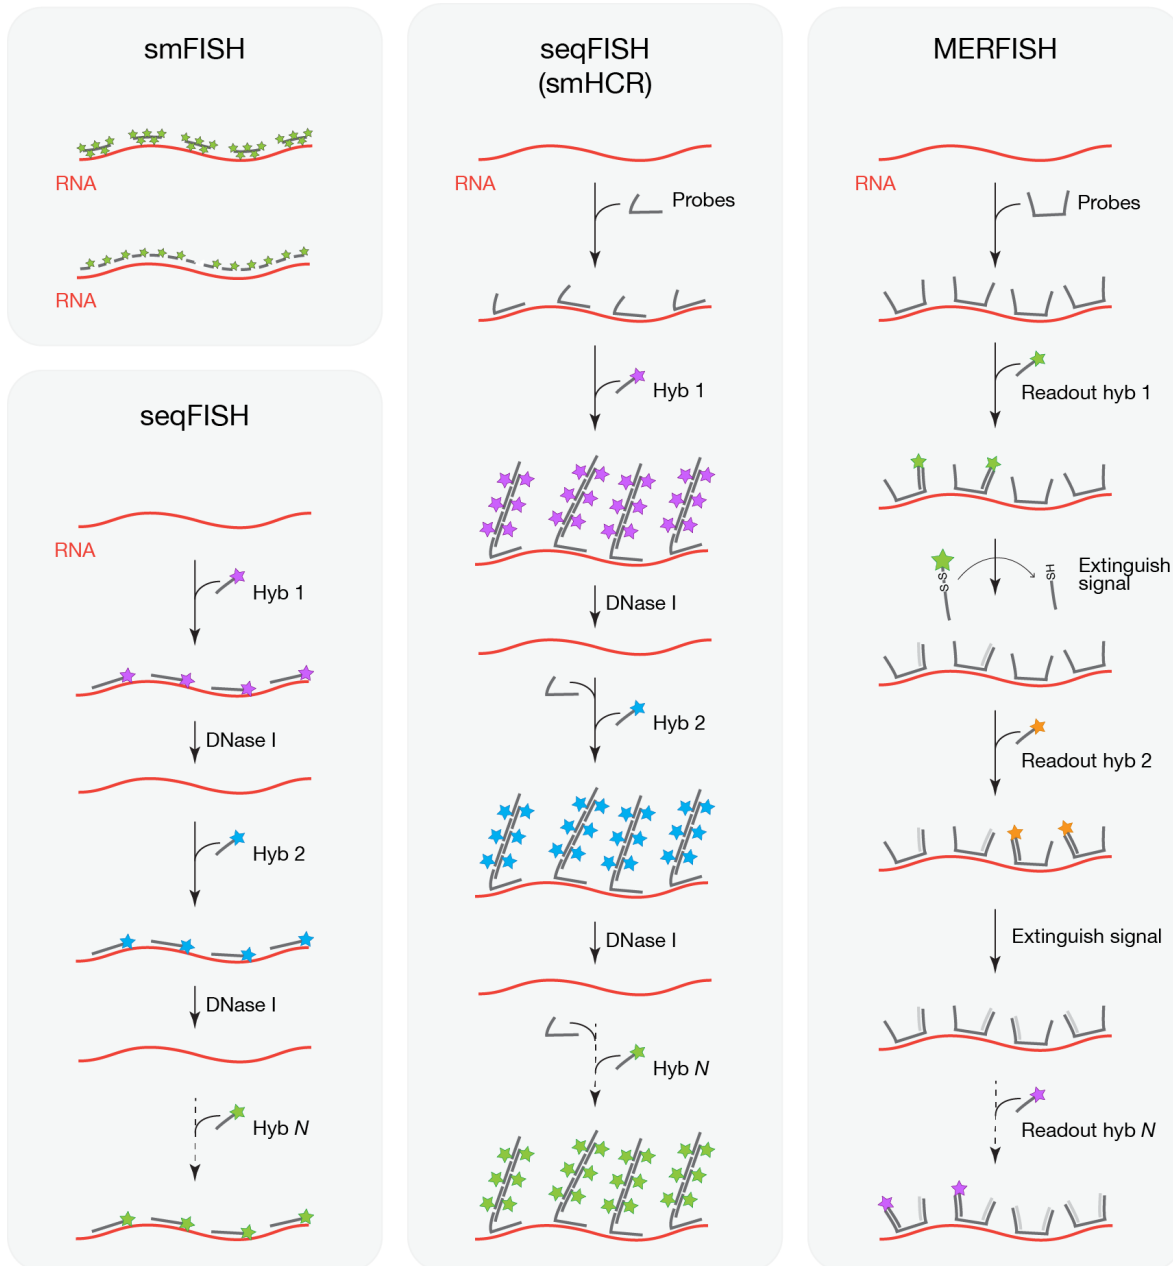 smFISH
RNA
RNA
seqFISH
RNA
Hyb 1
DNase I
Hyb 2
DNase I
Hyb N
seqFISH
(smHCR)
RNA
Probes
Hyb 1
DNase I
Hyb 2
DNase I
Hyb N
MERFISH
RNA
Probes
Readout hyb 1
S-S
SH
Extinguish
signal
Readout hyb 2
Extinguish signal
Readout hyb N